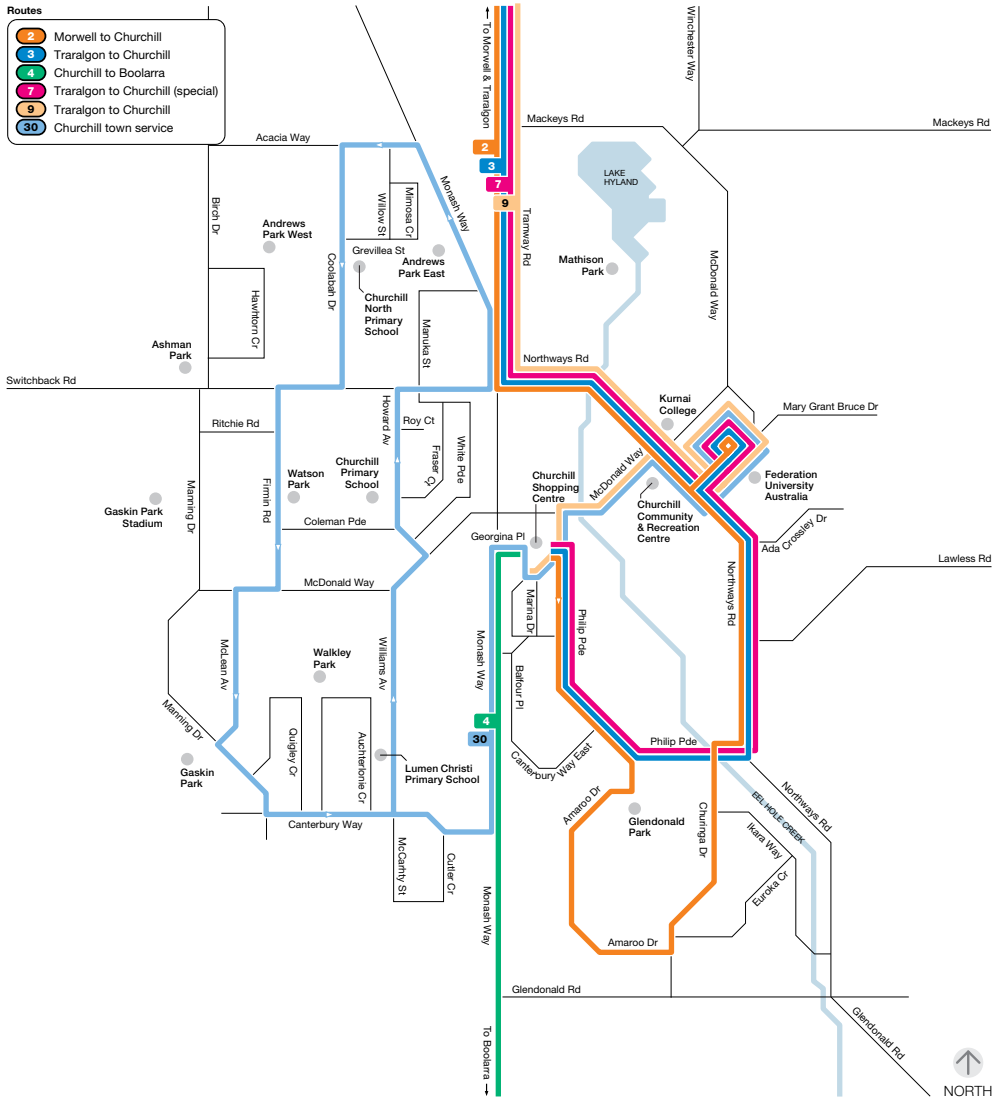 Routes
2 Morwell to Churchill
3 Traralgon to Churchill
4 Churchill to Boolarra
7 Traralgon to Churchill (special)
9 Traralgon to Churchill
30 Churchill town service
To Morwell & Traralgon
Winchester Way
Mackeys Rd
Mackeys Rd
Acacia Way
2
3
7
9
LAKE
HYLAND
Birch Dr
Willow St
Mimosa Cr
Monash Way
Tramway Rd
Andrews
Park West
Grevillea St
Andrews
Park East
Mathison
Park
McDonald Way
Coolabah Dr
Churchill
North
Primary
School
Hawhtorn Cr
Manuka St
Ashman
Park
Northways Rd
Switchback Rd
Kurnai
College
Mary Grant Bruce Dr
Howard Av
Roy Ct
Ritchie Rd
Fraser Ct
White Pde
Churchill
Primary
School
Watson
Park
Churchill
Shopping
Centre
McDonald Way
Federation
University
Australia
Gaskin Park
Stadium
Manning Dr
Firmin Rd
Churchill
Community
& Recreation
Centre
Coleman Pde
Georgina Pl
Ada Crossley Dr
Lawless Rd
McDonald Way
Marina Dr
Northways Rd
Philip Pde
McLean Av
Walkley
Park
Williams Av
Monash Way
Balfour Pl
Manning Dr
4
30
Quigley Cr
Auchterlonie Cr
Philip Pde
Canterbury Way East
Gaskin
Park
Lumen Christi
Primary School
Amaroo Dr
Northways Rd
EEL HOLE CREEK
Glendonald
Park
Churinga Dr
Ikara Way
Canterbury Way
McCarhty St
Cutler Cr
Euroka Cr
Monash Way
Amaroo Dr
Glendonald Rd
Glendonald Rd
To Boolarra
NORTH